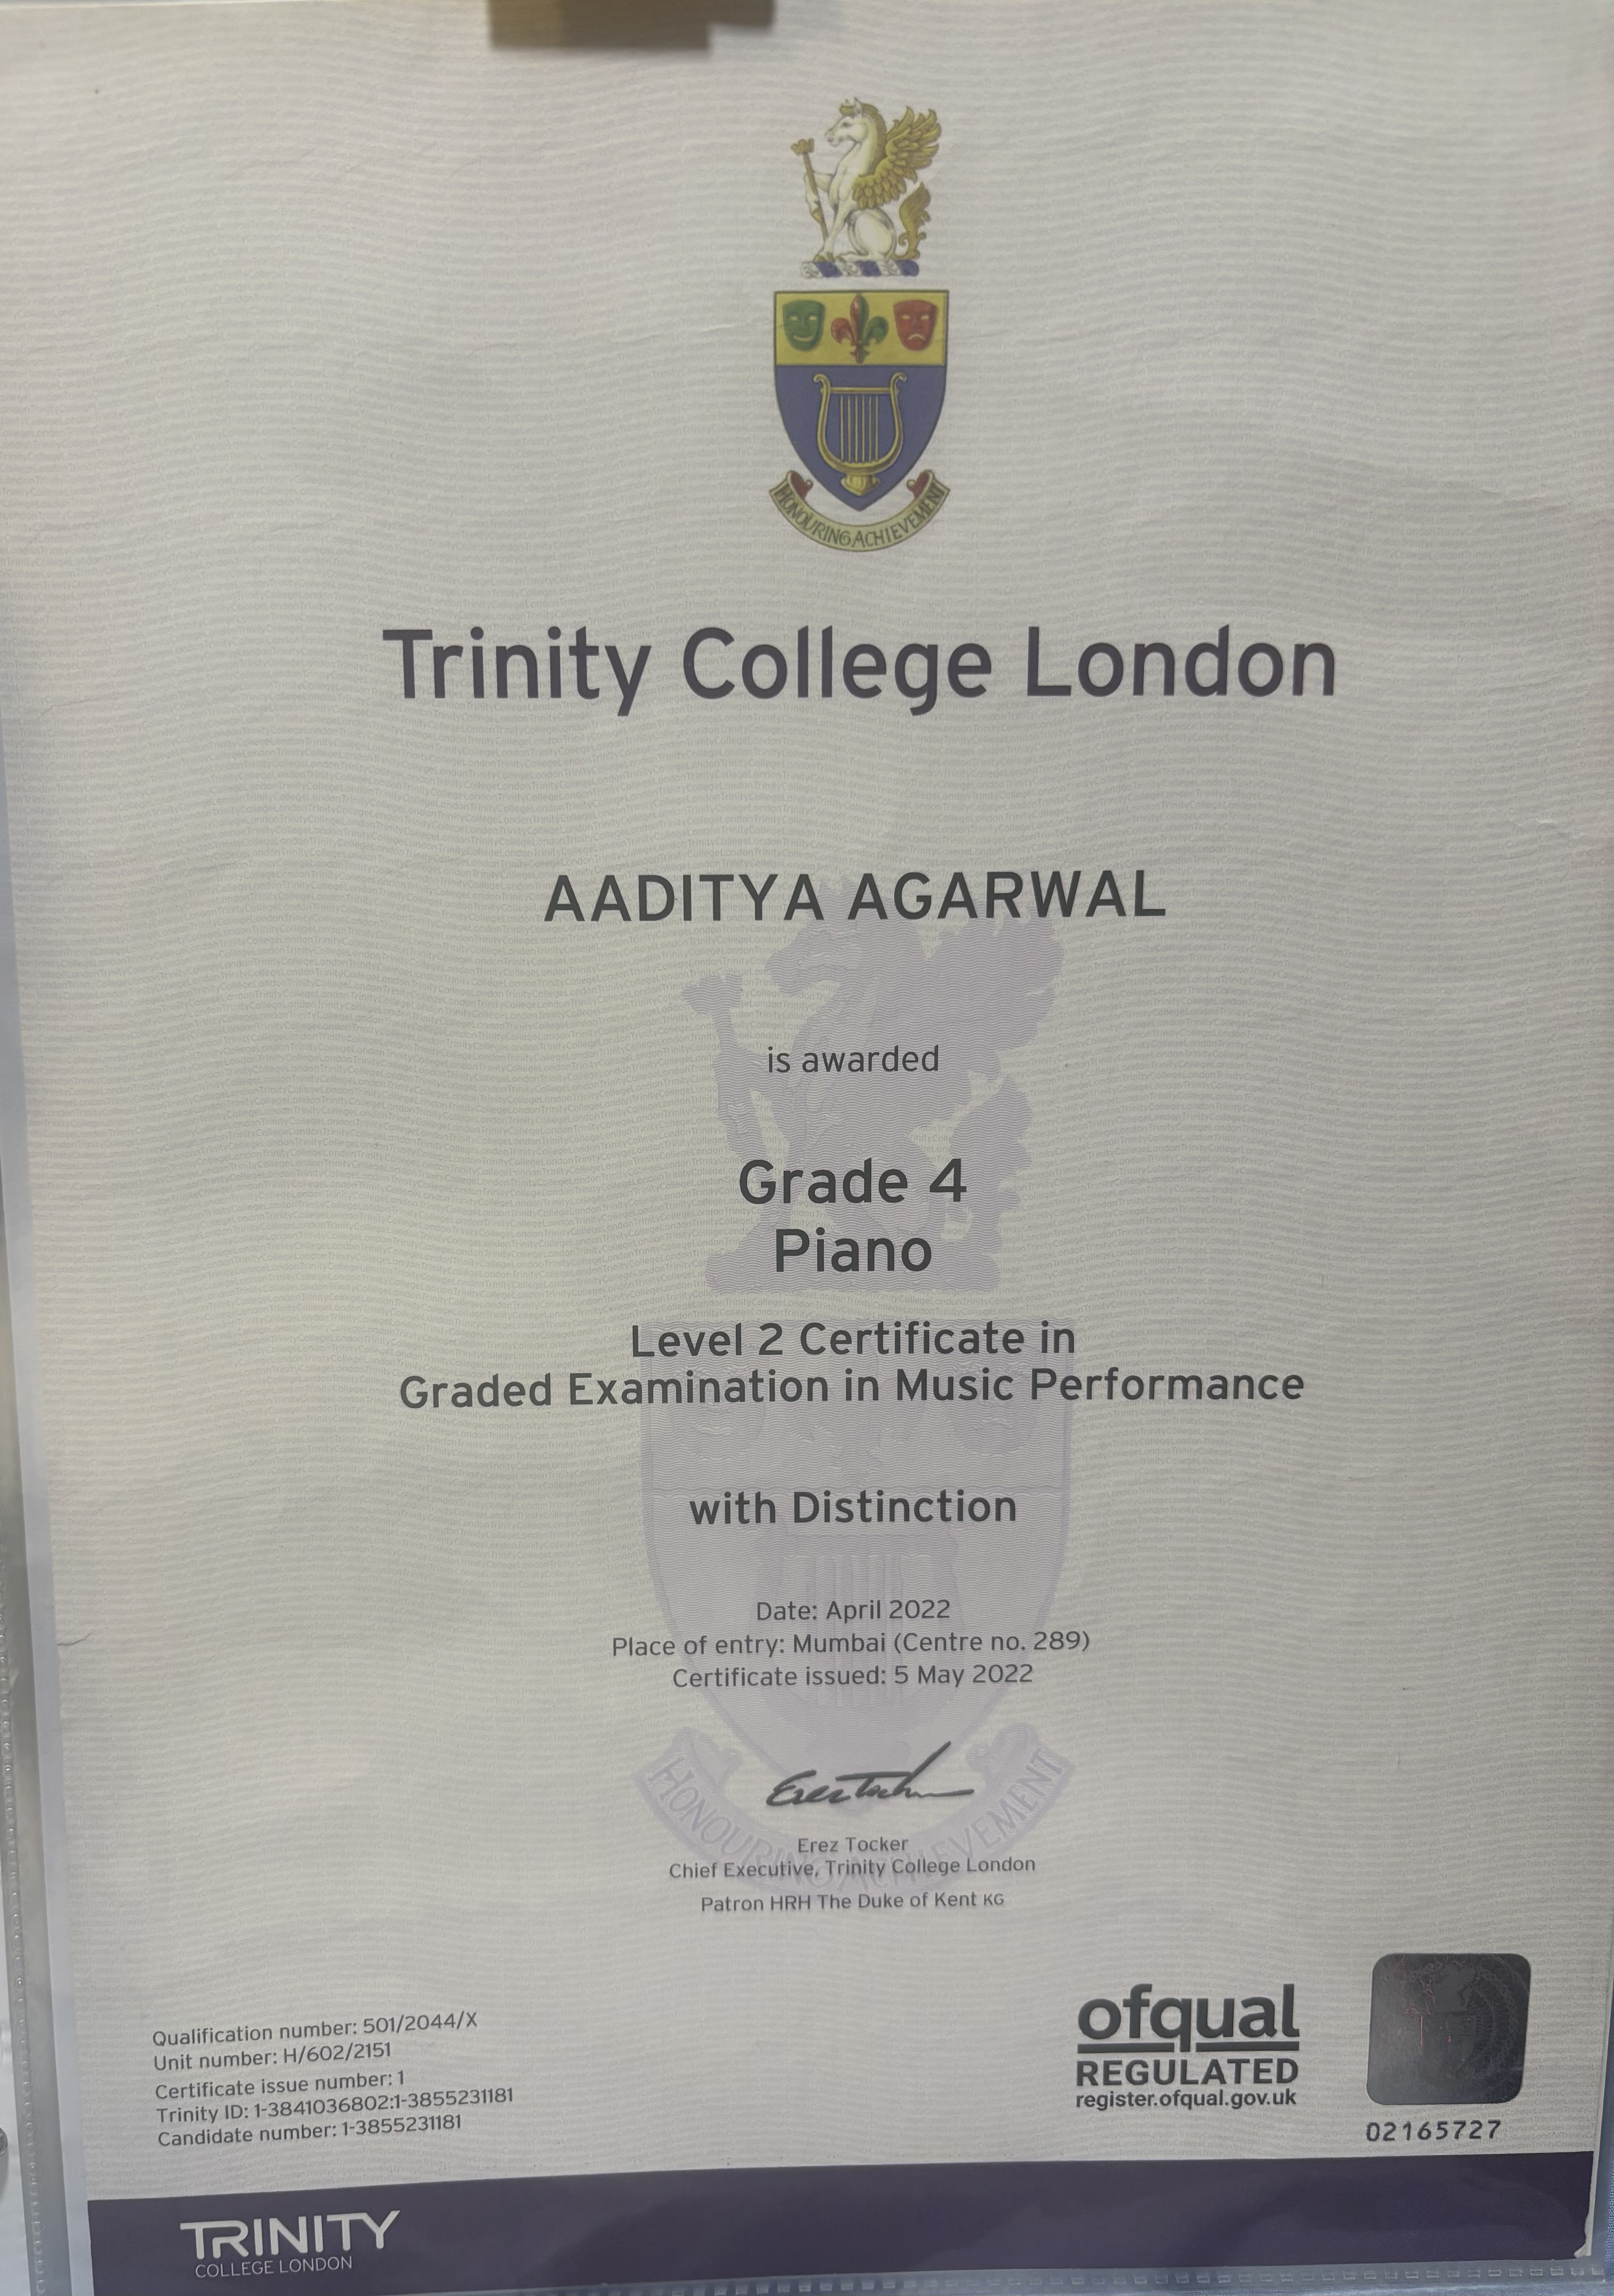 HONOURING ACHIEVEMENT
Trinity College London
AADITYA AGARWAL
is awarded
Grade 4
Piano
Level 2 Certificate in
Graded Examination in Music Performance
with Distinction
Date: April 2022
Place of entry: Mumbai (Centre no. 289)
Certificate issued: 5 May 2022
Erez Tocker
Erez Tocker
Chief Executive, Trinity College London
Patron HRH The Duke of Kent KG
HONOURING ACHIEVEMENT
Qualification number: 501/2044/X
Unit number: H/602/2151
Certificate issue number: 1
Trinity ID: 1-3841036802:1-3855231181
Candidate number: 1-3855231181
ofqual
REGULATED
register.ofqual.gov.uk
02165727
TRINITY
COLLEGE LONDON